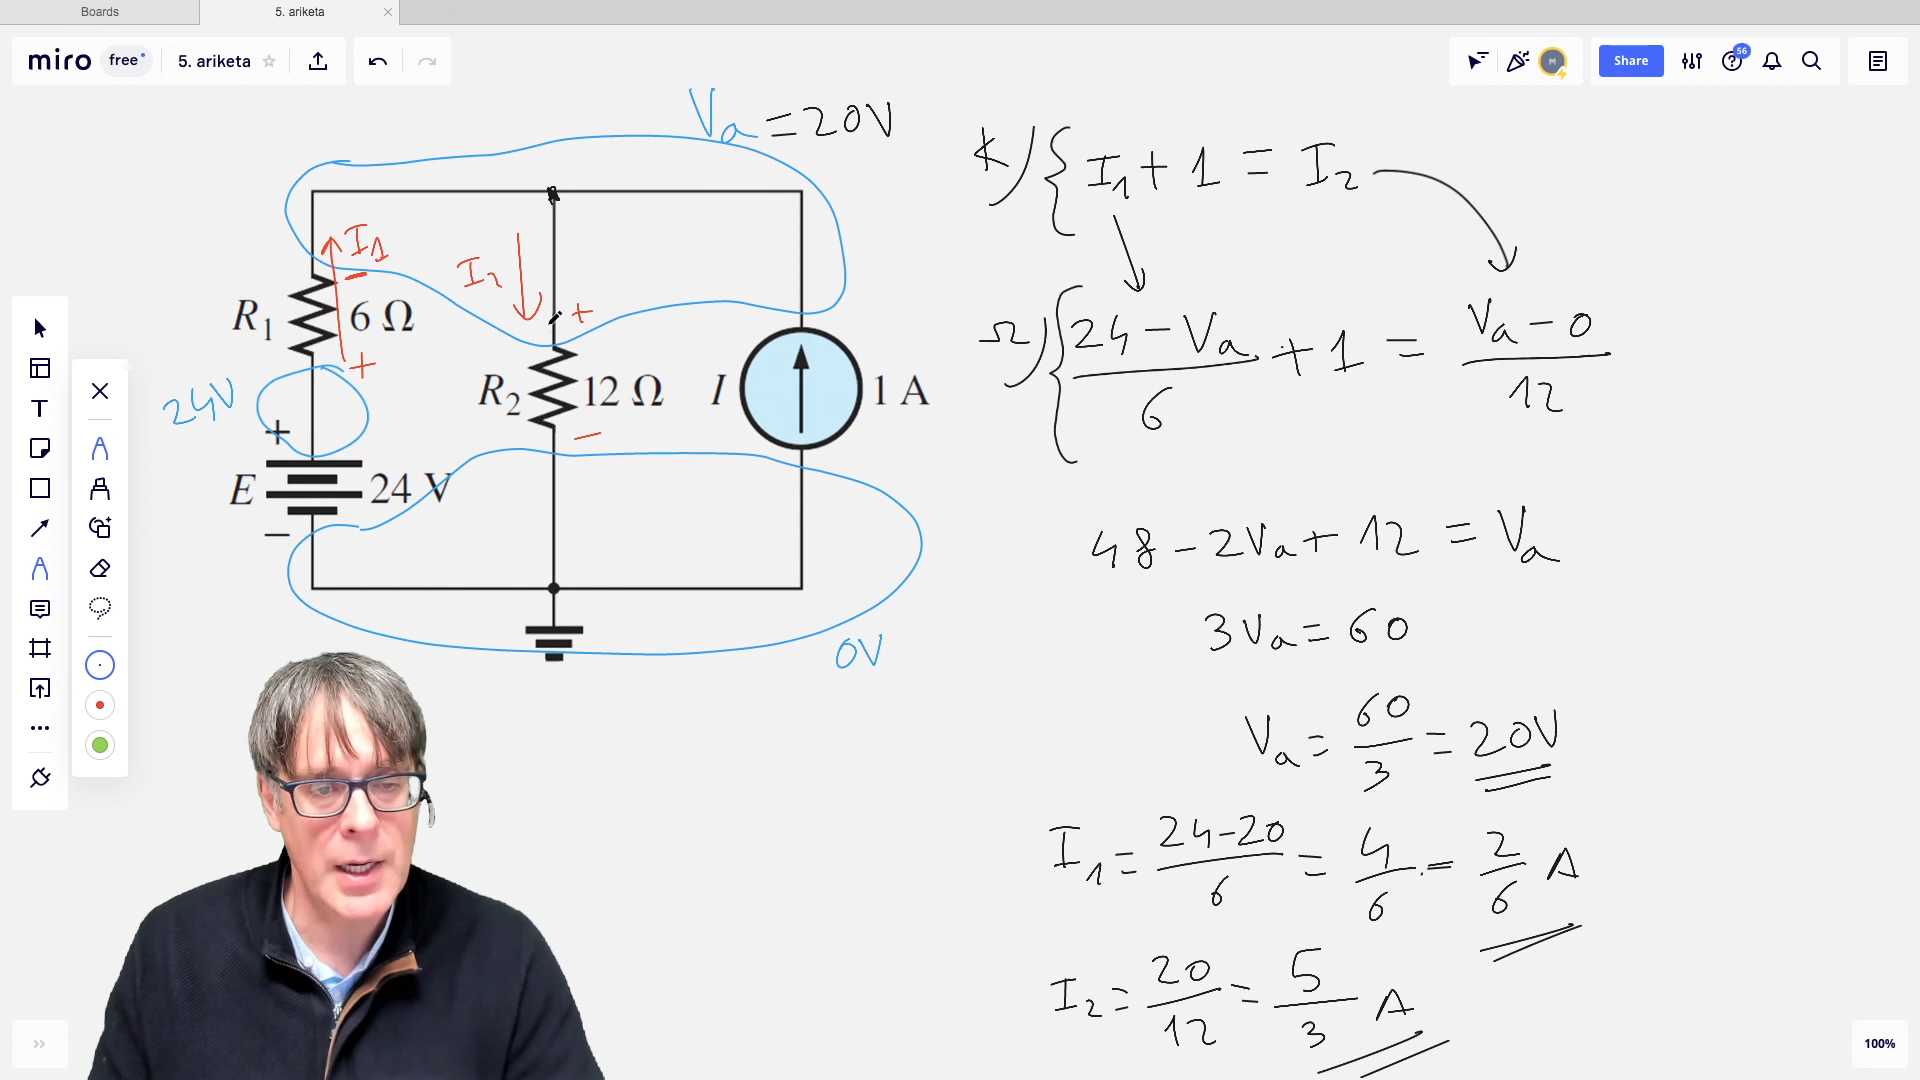 Boards
5. ariketa
miro free 5. ariketa
Share
56
M
Va = 20V
I1
I2
R1 6 Ω
24V
+
E 24 V
−
R2 12 Ω
I 1 A
0V
K) { I1 + 1 = I2
Ω) { (24 − Va)/6 + 1 = (Va − 0)/12
48 − 2Va + 12 = Va
3Va = 60
Va = 60/3 = 20V
I1 = (24−20)/6 = 4/6 = 2/6 A
I2 = 20/12 = 5/3 A
100%